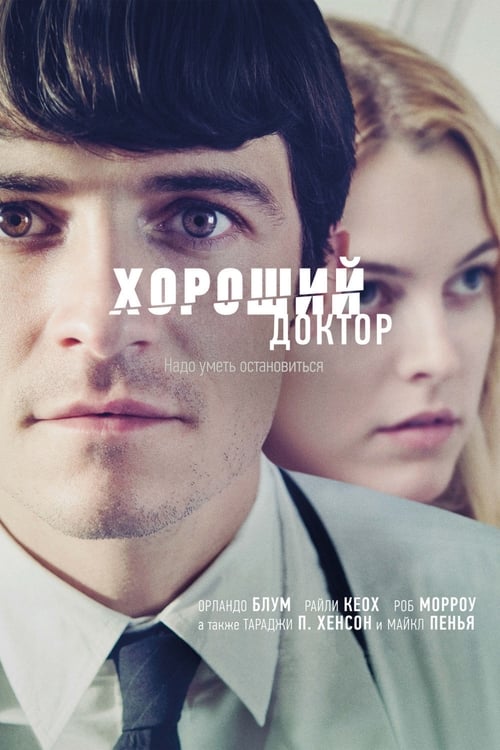 ХОРОШИЙ
ДОКТОР
Надо уметь остановиться
ОРЛАНДО БЛУМ РАЙЛИ КЕОХ РОБ МОРРОУ
а также ТАРАДЖИ П. ХЕНСОН и МАЙКЛ ПЕНЬЯ